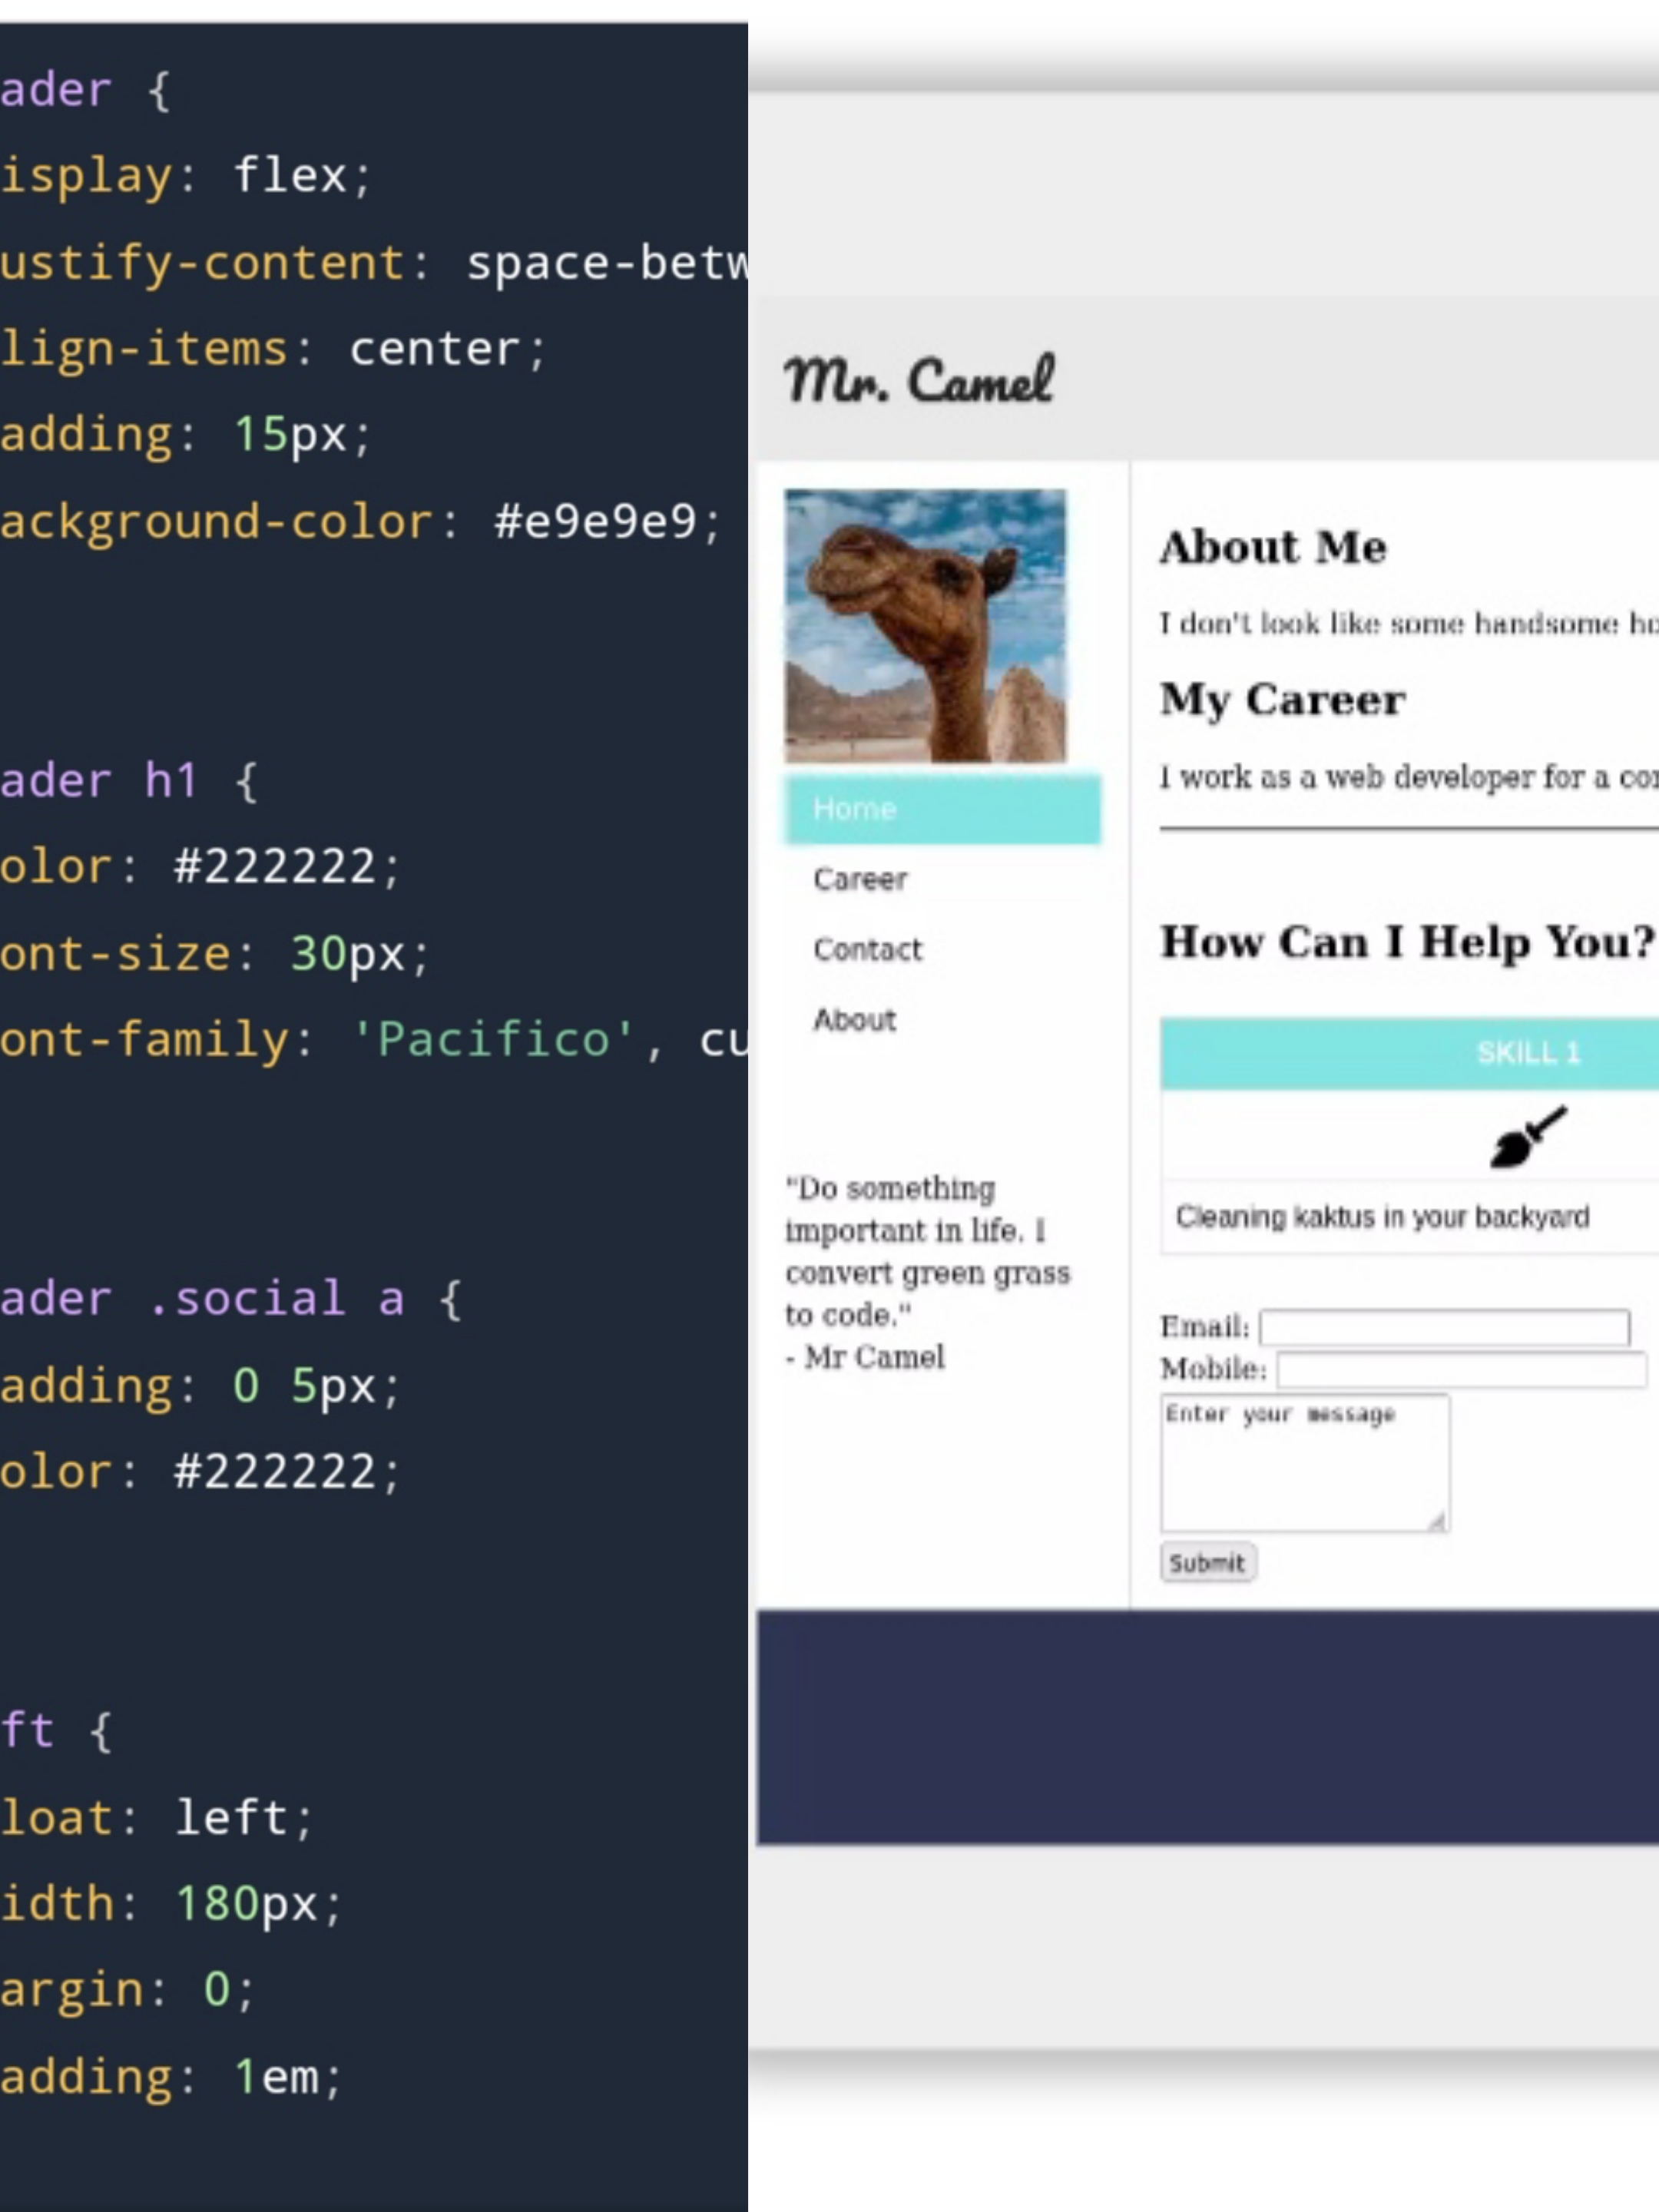 ader {
isplay: flex;
ustify-content: space-betw
lign-items: center;
adding: 15px;
ackground-color: #e9e9e9;
ader h1 {
olor: #222222;
ont-size: 30px;
ont-family: 'Pacifico', cu
ader .social a {
adding: 0 5px;
olor: #222222;
ft {
loat: left;
idth: 180px;
argin: 0;
adding: 1em;
Mr. Camel
Home
Career
Contact
About
"Do something
important in life. I
convert green grass
to code."
- Mr Camel
About Me
I don't look like some handsome ho
My Career
I work as a web developer for a cor
How Can I Help You?
SKILL 1
Cleaning kaktus in your backyard
Email:
Mobile:
Enter your message
Submit